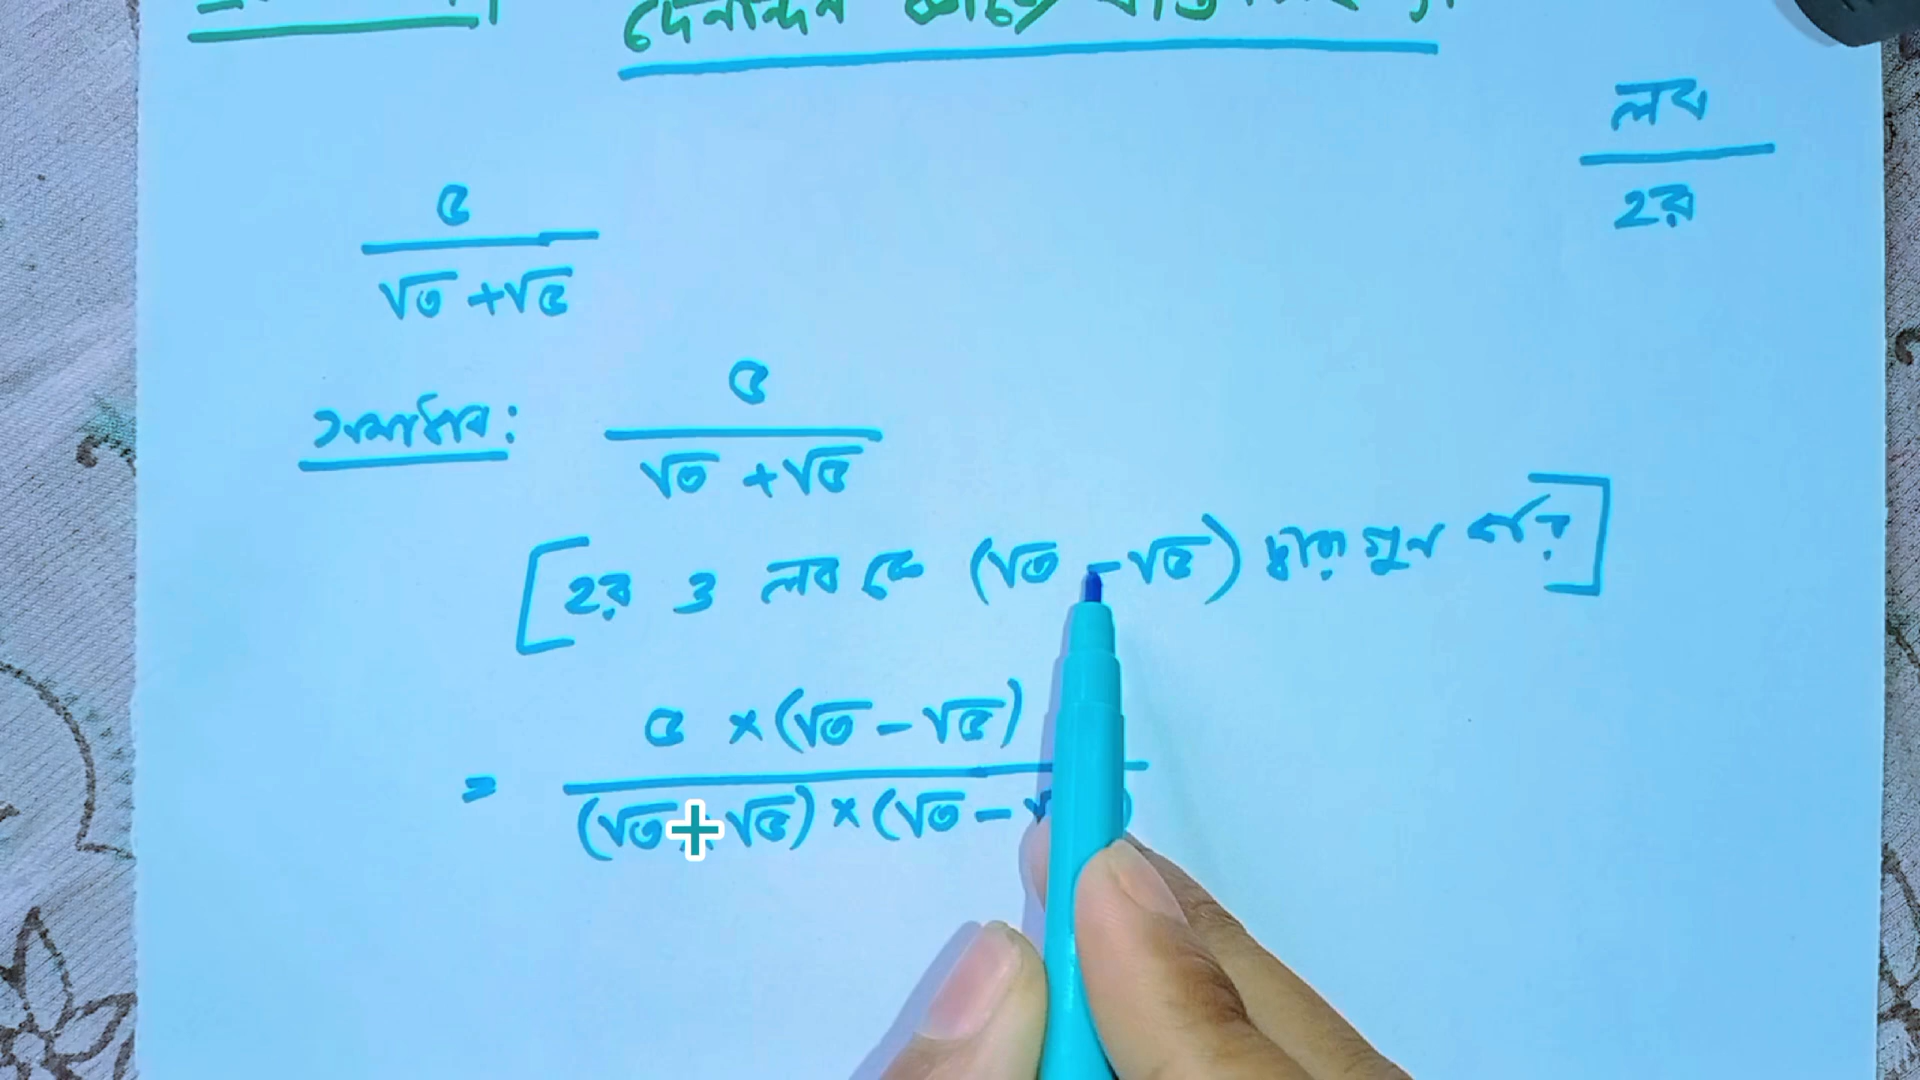 দৈনন্দিন কাজে
লব
হর
৫
√৩ + √৫
সমাধান:
৫
√৩ + √৫
[হর ও লব কে (√৩ - √৫) দ্বারা গুন করি]
৫ × (√৩ - √৫)
=
(√৩ + √৫) × (√৩ - √